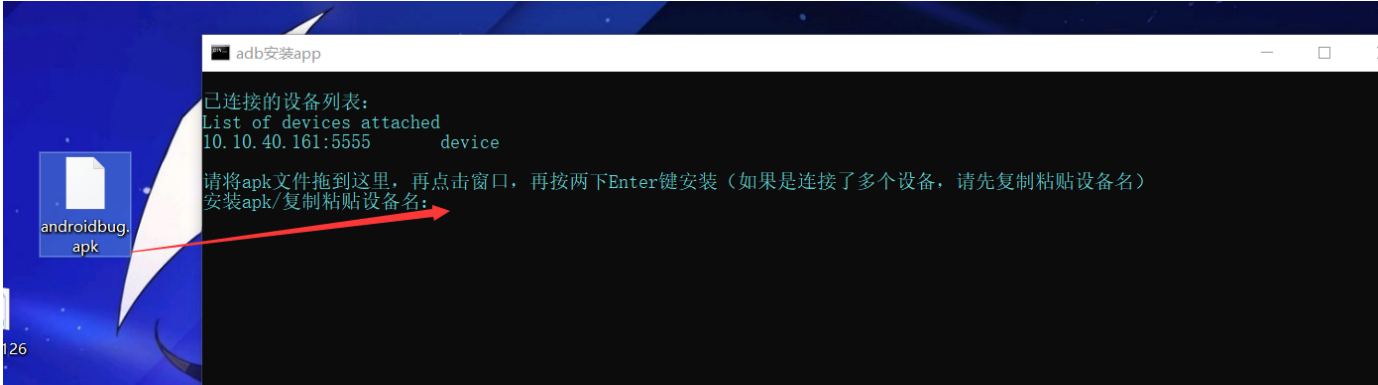 adb安装app
已连接的设备列表：
List of devices attached
10.10.40.161:5555 device
请将apk文件拖到这里，再点击窗口，再按两下Enter键安装（如果是连接了多个设备，请先复制粘贴设备名）
安装apk/复制粘贴设备名：
androidbug.
apk
126